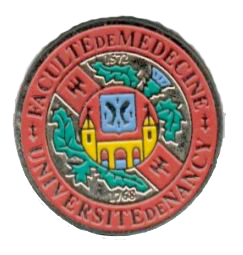 FACULTE DE MEDECINE
1572
1768
UNIVERSITE DE NANCY